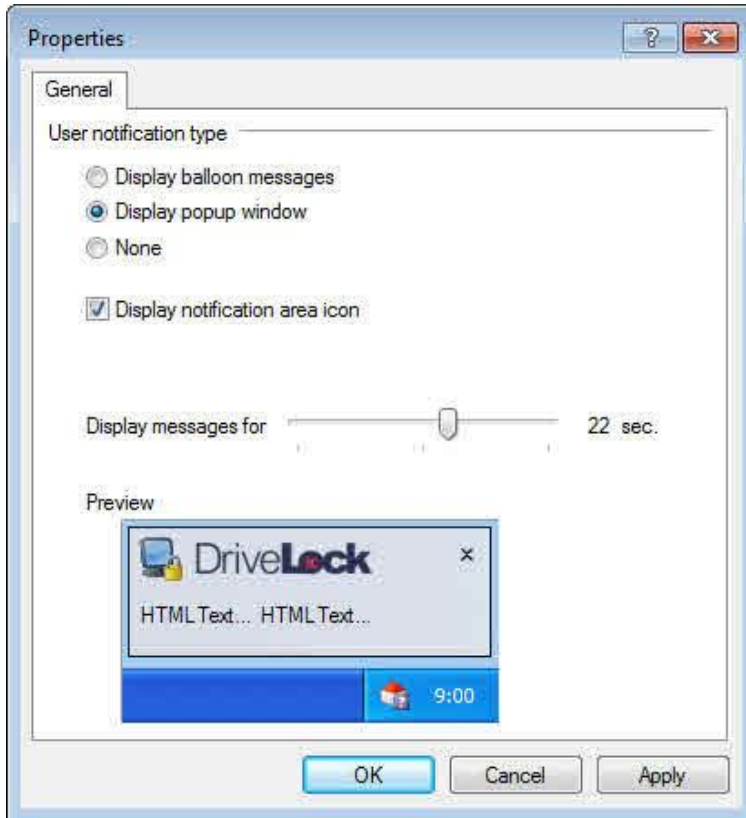 Properties
General
User notification type
Display balloon messages
Display popup window
None
Display notification area icon
Display messages for 22 sec.
Preview
DriveLock x
HTML Text... HTML Text...
9:00
OK Cancel Apply